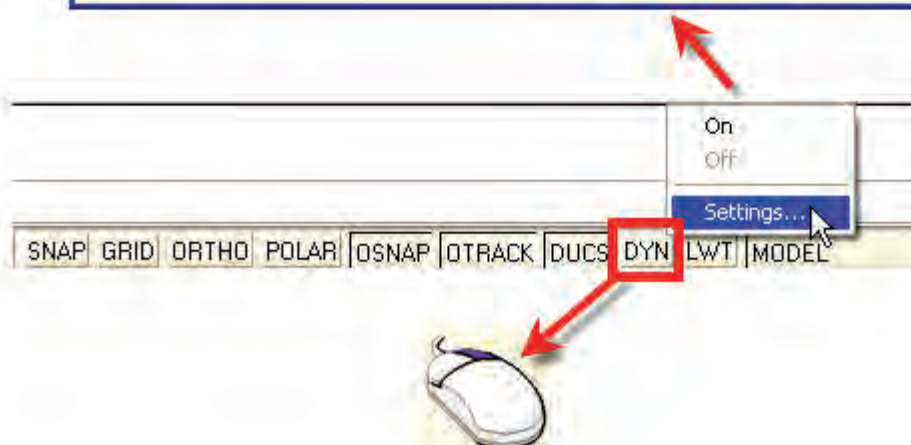 On
Off
Settings...
SNAP GRID ORTHO POLAR OSNAP OTRACK DUCS DYN LWT MODEL